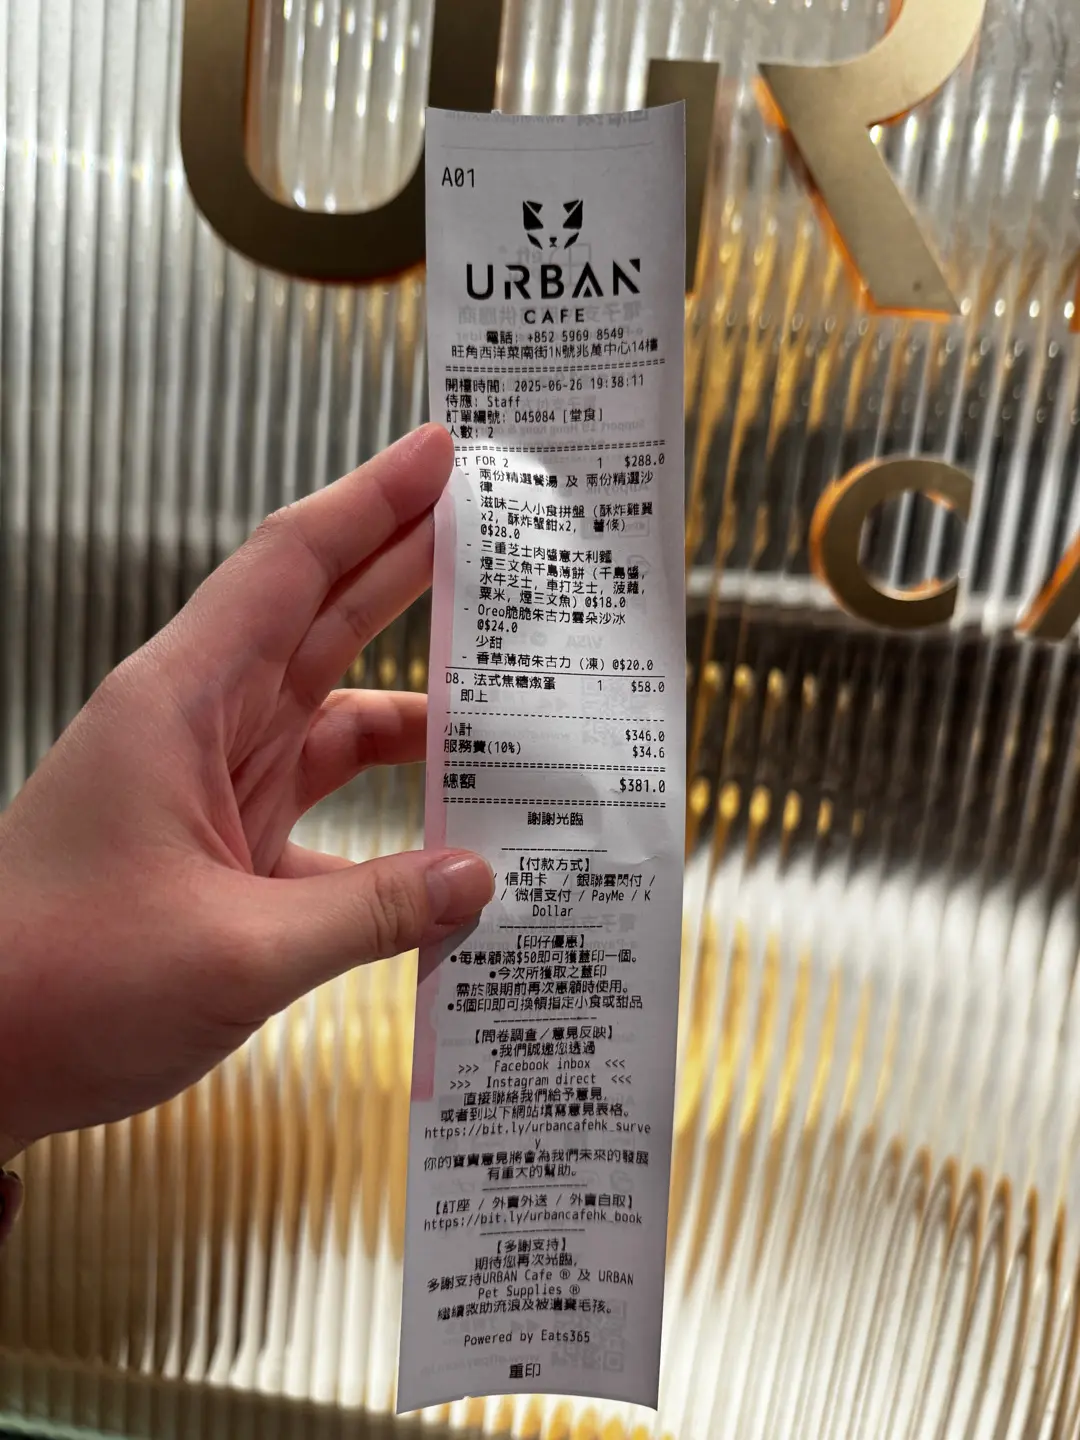 UR
CA
A01
URBAN
CAFE
電話: +852 5969 8549
旺角西洋菜南街1N號兆萬中心14樓
開檯時間: 2025-06-26 19:38:11
侍應: Staff
訂單編號: D45084 [堂食]
人數: 2
ET FOR 2 1 $288.0
- 兩份精選餐湯 及 兩份精選沙
律
- 滋味二人小食拼盤 (酥炸雞翼
x2, 酥炸蟹鉗x2, 薯條)
@$28.0
- 三重芝士肉醬意大利麵
- 煙三文魚千島薄餅 (千島醬,
水牛芝士, 車打芝士, 菠蘿,
粟米, 煙三文魚) @$18.0
- Oreo脆脆朱古力雲朵沙冰
@$24.0
少甜
- 香草薄荷朱古力 (凍) @$20.0
D8. 法式焦糖燉蛋 1 $58.0
即上
小計 $346.0
服務費(10%) $34.6
總額 $381.0
謝謝光臨
【付款方式】
/ 信用卡 / 銀聯雲閃付 /
/ 微信支付 / PayMe / K
Dollar
【印仔優惠】
●每惠顧滿$50即可獲蓋印一個。
●今次所獲取之蓋印
需於限期前再次惠顧時使用。
●5個印即可換領指定小食或甜品
【問卷調查/意見反映】
●我們誠邀您透過
>>> Facebook inbox <<<
>>> Instagram direct <<<
直接聯絡我們給予意見,
或者到以下網站填寫意見表格。
https://bit.ly/urbancafehk_surve
y
你的寶貴意見將會為我們未來的發展
有重大的幫助。
【訂座 / 外賣外送 / 外賣自取】
https://bit.ly/urbancafehk_book
【多謝支持】
期待您再次光臨,
多謝支持URBAN Cafe ® 及 URBAN
Pet Supplies ®
繼續救助流浪及被遺棄毛孩。
Powered by Eats365
重印